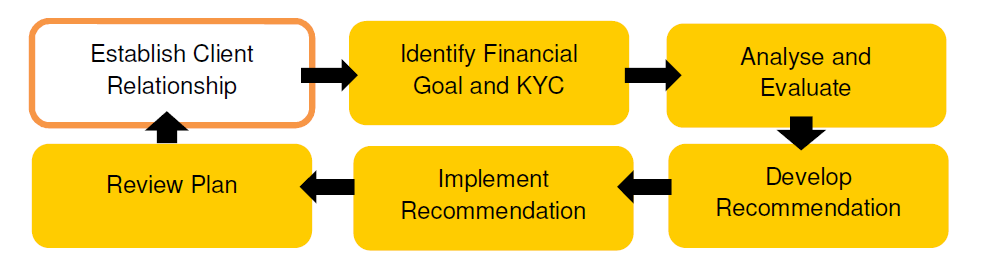 Establish Client
Relationship
Identify Financial
Goal and KYC
Analyse and
Evaluate
Develop
Recommendation
Implement
Recommendation
Review Plan